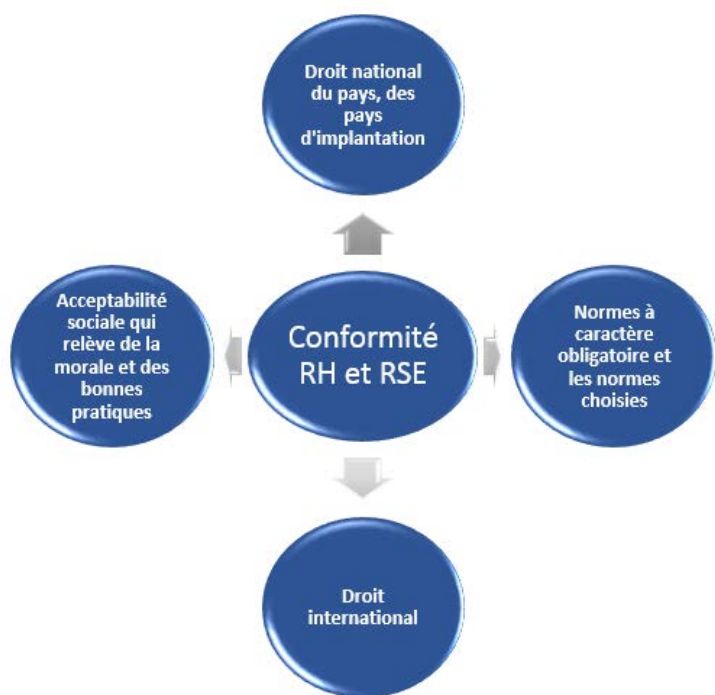 Droit national
du pays, des
pays
d'implantation
Acceptabilité
sociale qui
relève de la
morale et des
bonnes
pratiques
Conformité
RH et RSE
Normes à
caractère
obligatoire et
les normes
choisies
Droit
international